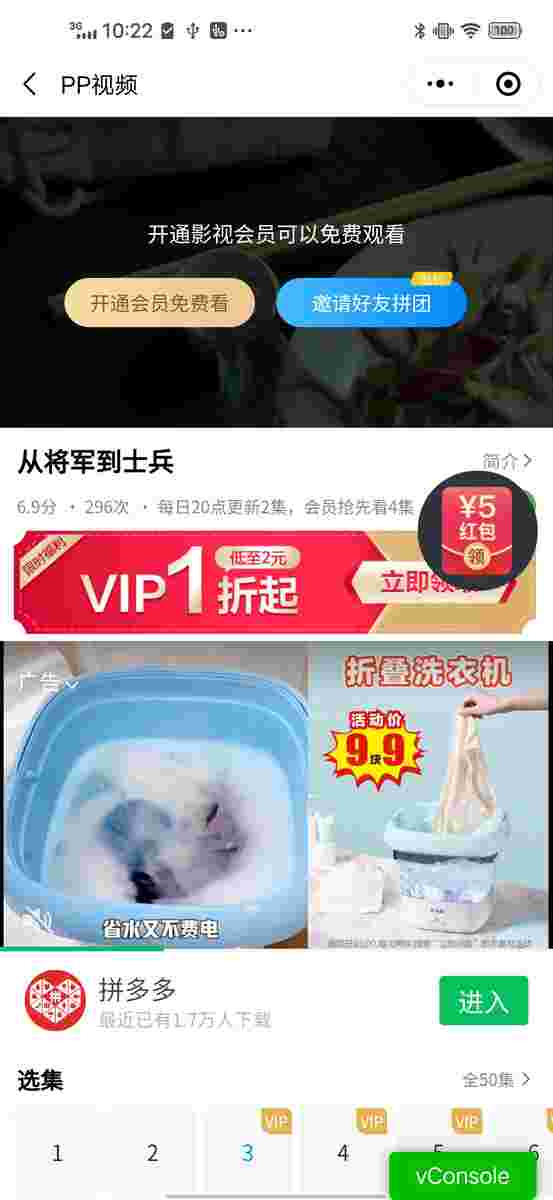 3G 10:22 100
PP视频
开通影视会员可以免费观看
开通会员免费看
邀请好友拼团
从将军到士兵
简介
6.9分 · 296次 · 每日20点更新2集，会员抢先看4集
¥5
红包
领
限时福利
VIP1折起
低至2元
立即领
广告
折叠洗衣机
活动价
9块9
省水又不费电
拼多多
最近已有1.7万人下载
进入
选集
全50集
VIP VIP VIP
1 2 3 4 5 6
vConsole